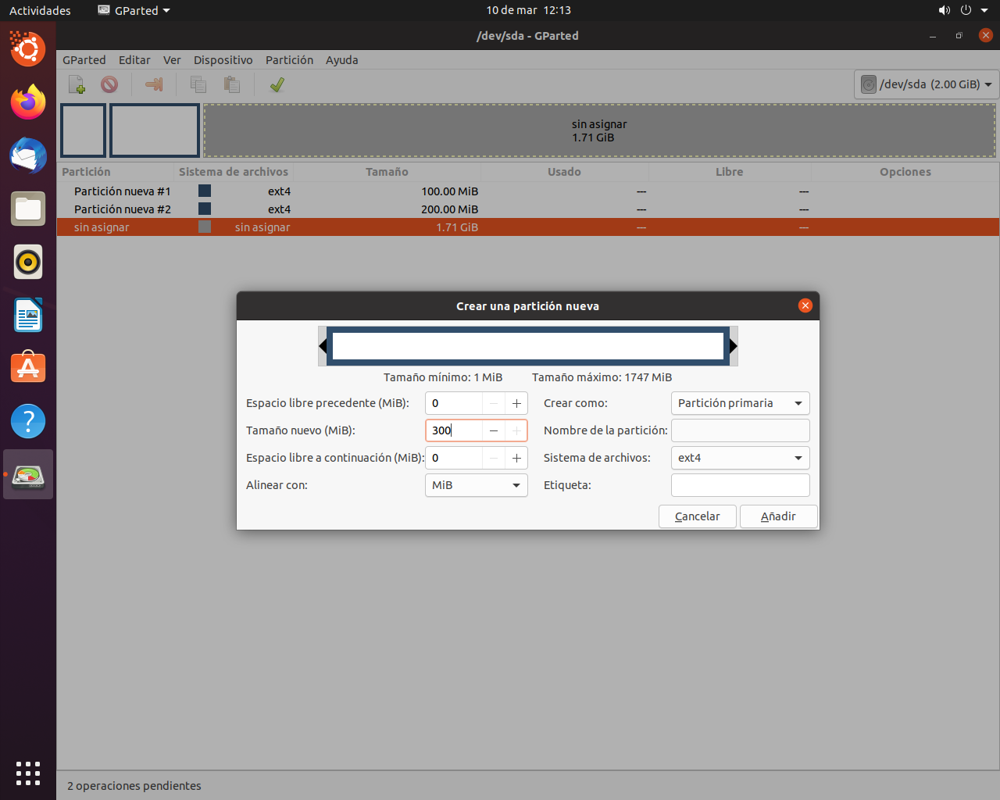 Actividades GParted 10 de mar 12:13
/dev/sda - GParted
GParted Editar Ver Dispositivo Partición Ayuda
/dev/sda (2.00 GiB)
sin asignar
1.71 GiB
Partición Sistema de archivos Tamaño Usado Libre Opciones
Partición nueva #1 ext4 100.00 MiB --- ---
Partición nueva #2 ext4 200.00 MiB --- ---
sin asignar sin asignar 1.71 GiB --- ---
Crear una partición nueva
Tamaño mínimo: 1 MiB Tamaño máximo: 1747 MiB
Espacio libre precedente (MiB): 0 Crear como: Partición primaria
Tamaño nuevo (MiB): 300 Nombre de la partición:
Espacio libre a continuación (MiB): 0 Sistema de archivos: ext4
Alinear con: MiB Etiqueta:
Cancelar Añadir
2 operaciones pendientes